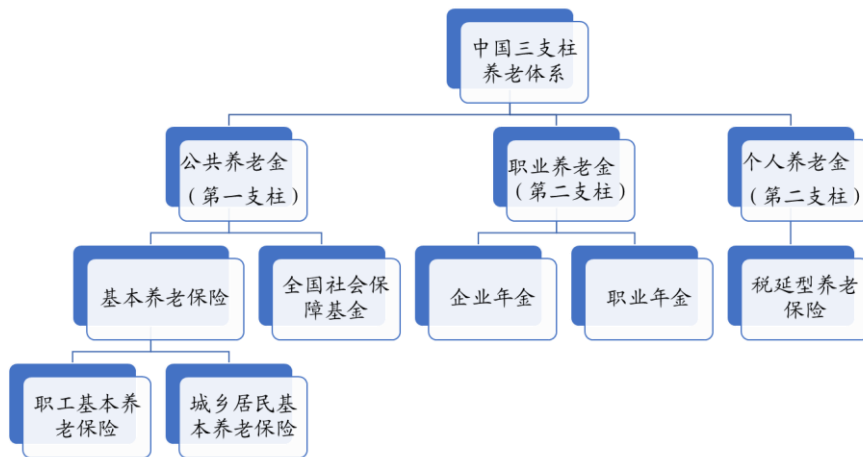 中国三支柱
养老体系
公共养老金
（第一支柱）
职业养老金
（第二支柱）
个人养老金
（第二支柱）
基本养老保险
全国社会保
障基金
企业年金
职业年金
税延型养老
保险
职工基本养
老保险
城乡居民基
本养老保险